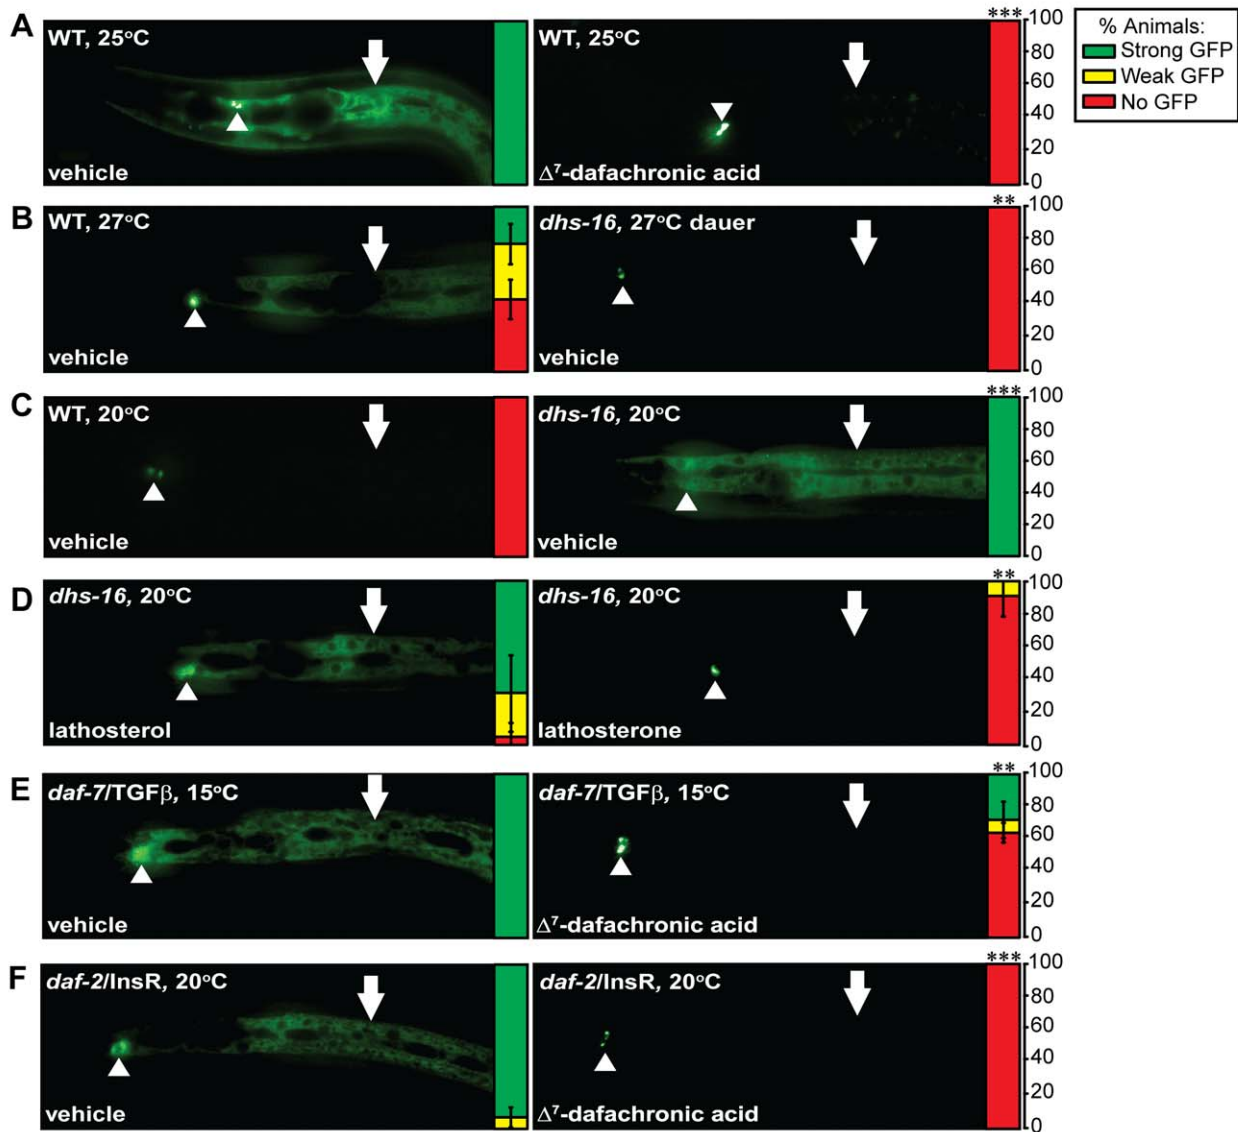 A
WT, 25°C
vehicle
WT, 25°C
Δ⁷-dafachronic acid
***
100
80
60
40
20
0
% Animals:
Strong GFP
Weak GFP
No GFP
B
WT, 27°C
vehicle
dhs-16, 27°C dauer
vehicle
**
100
80
60
40
20
0
C
WT, 20°C
vehicle
dhs-16, 20°C
vehicle
***
100
80
60
40
20
0
D
dhs-16, 20°C
lathosterol
dhs-16, 20°C
lathosterone
**
100
80
60
40
20
0
E
daf-7/TGFβ, 15°C
vehicle
daf-7/TGFβ, 15°C
Δ⁷-dafachronic acid
**
100
80
60
40
20
0
F
daf-2/InsR, 20°C
vehicle
daf-2/InsR, 20°C
Δ⁷-dafachronic acid
***
100
80
60
40
20
0